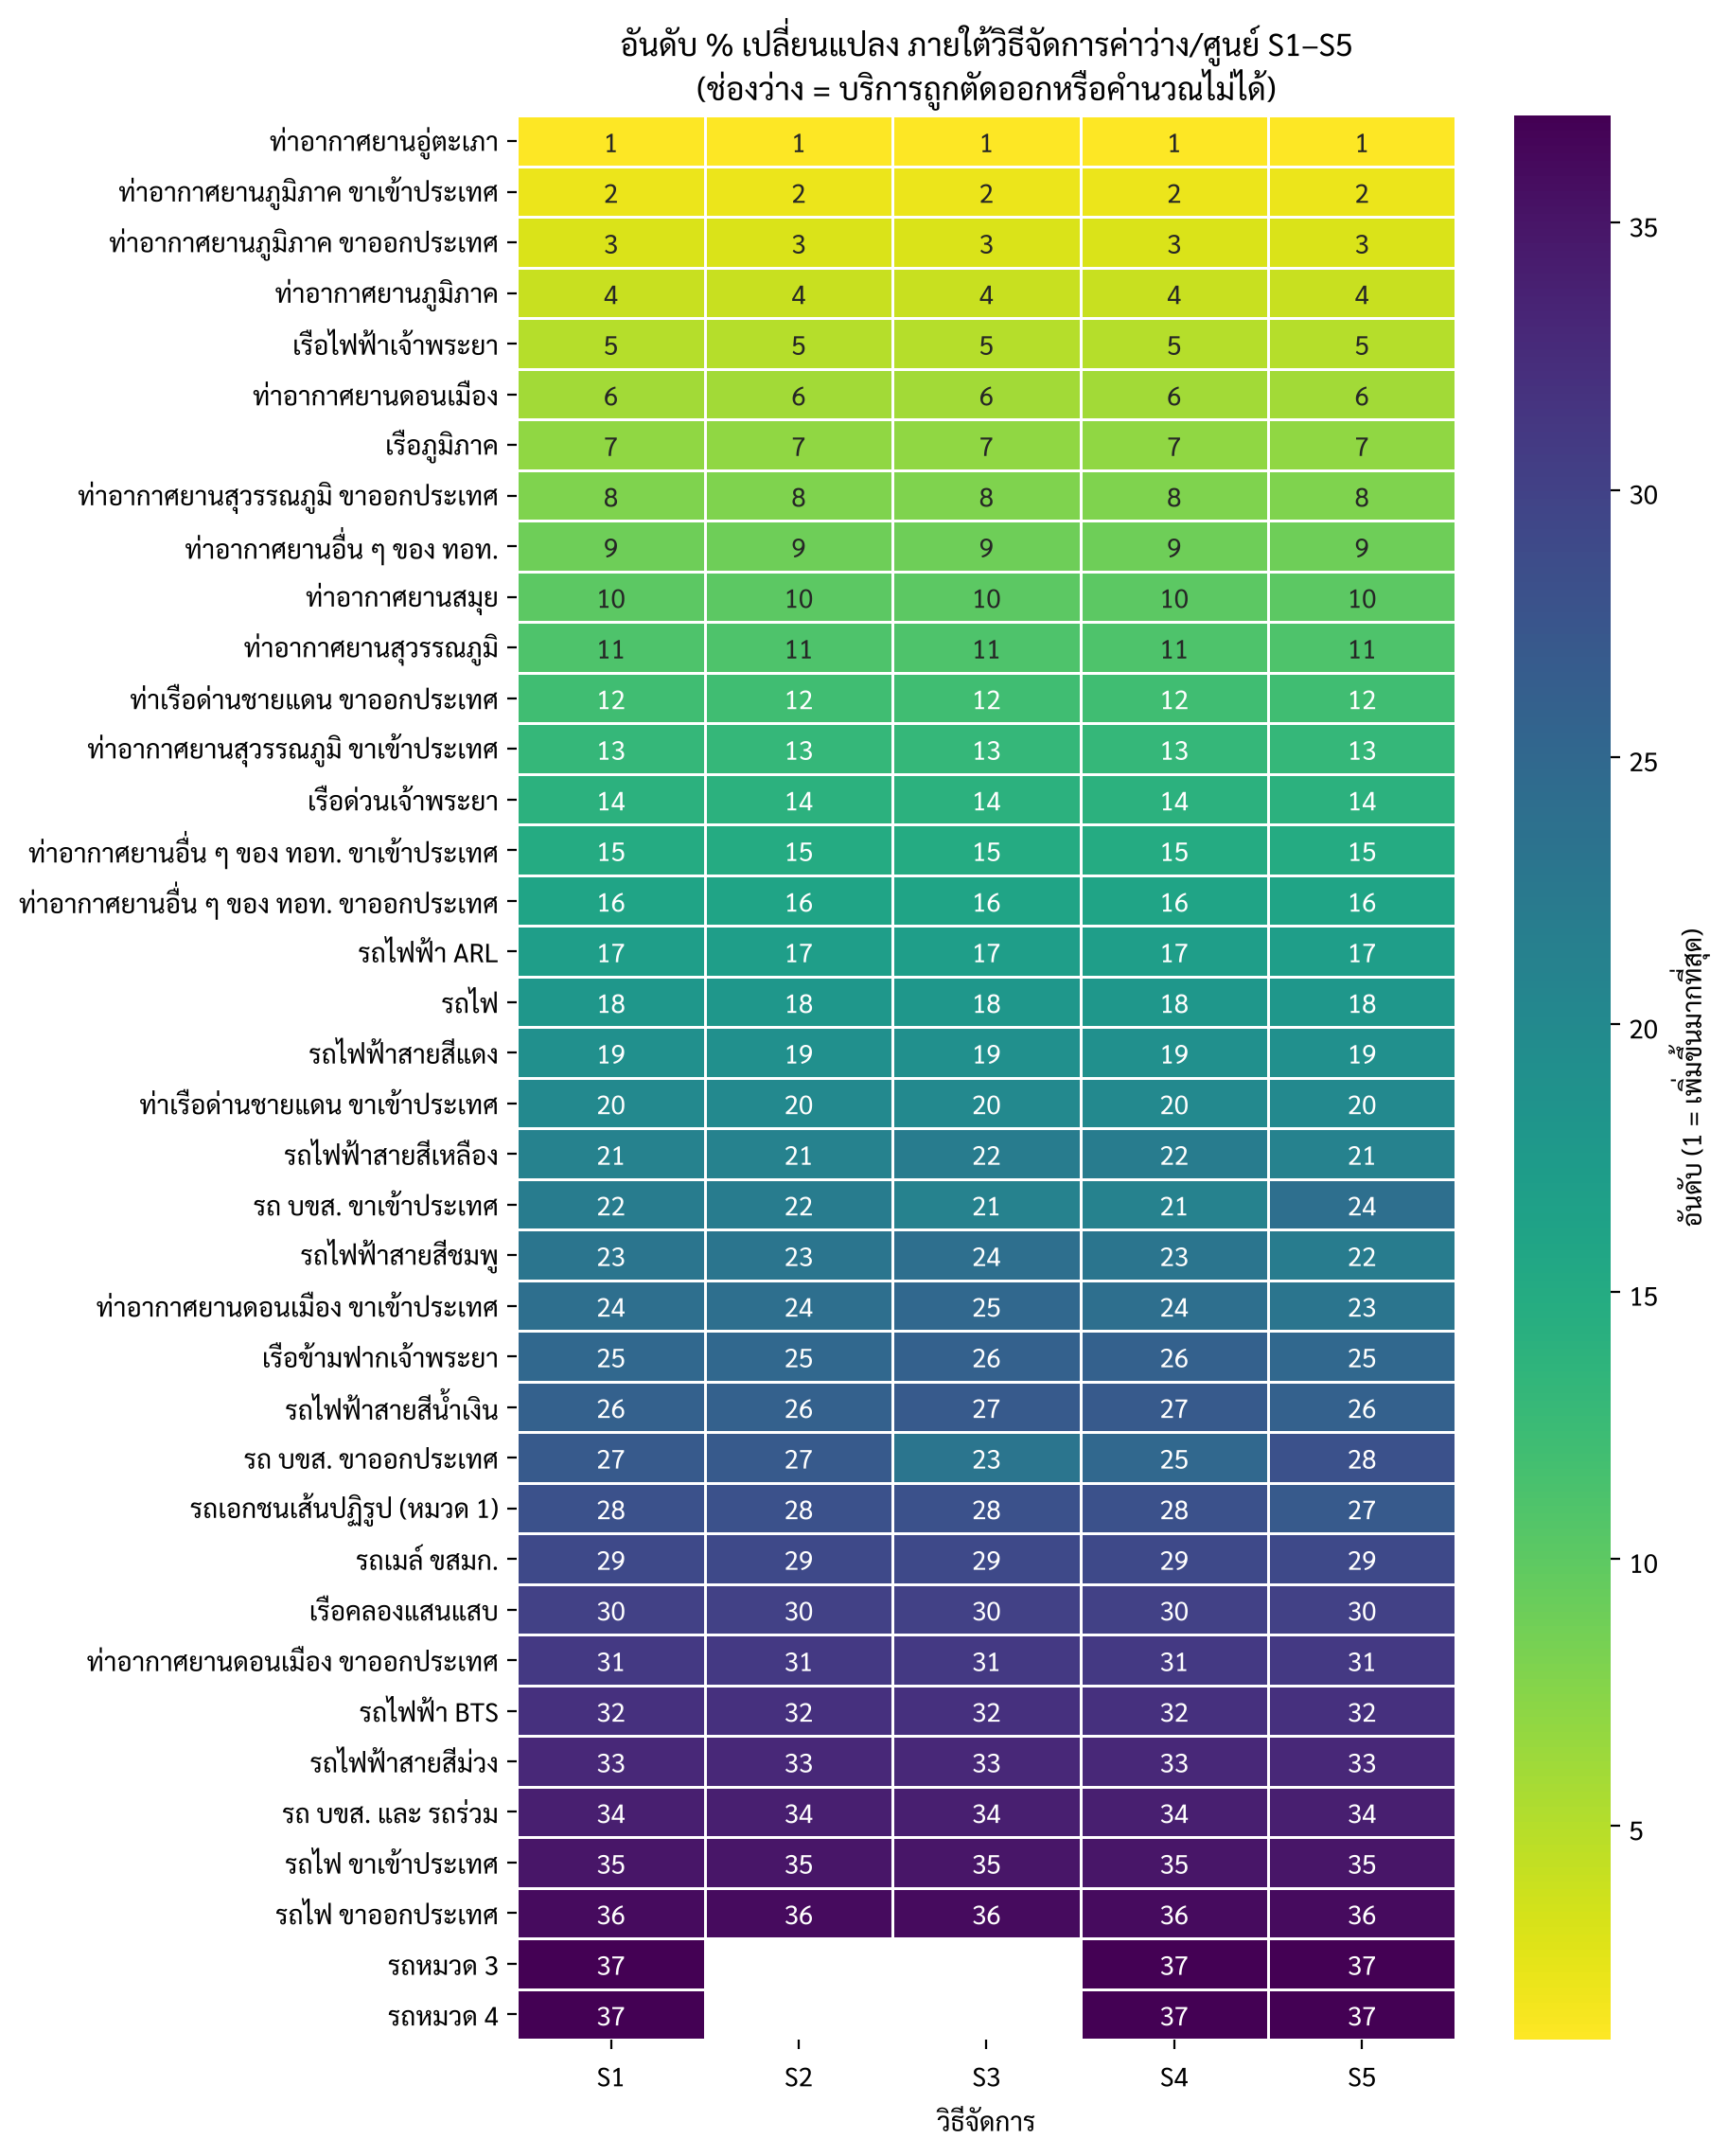 อันดับ % เปลี่ยนแปลง ภายใต้วิธีจัดการค่าว่าง/ศูนย์ S1–S5
(ช่องว่าง = บริการถูกตัดออกหรือคำนวณไม่ได้)
ท่าอากาศยานอู่ตะเภา 1 1 1 1 1
ท่าอากาศยานภูมิภาค ขาเข้าประเทศ 2 2 2 2 2
ท่าอากาศยานภูมิภาค ขาออกประเทศ 3 3 3 3 3
ท่าอากาศยานภูมิภาค 4 4 4 4 4
เรือไฟฟ้าเจ้าพระยา 5 5 5 5 5
ท่าอากาศยานดอนเมือง 6 6 6 6 6
เรือภูมิภาค 7 7 7 7 7
ท่าอากาศยานสุวรรณภูมิ ขาออกประเทศ 8 8 8 8 8
ท่าอากาศยานอื่น ๆ ของ ทอท. 9 9 9 9 9
ท่าอากาศยานสมุย 10 10 10 10 10
ท่าอากาศยานสุวรรณภูมิ 11 11 11 11 11
ท่าเรือด่านชายแดน ขาออกประเทศ 12 12 12 12 12
ท่าอากาศยานสุวรรณภูมิ ขาเข้าประเทศ 13 13 13 13 13
เรือด่วนเจ้าพระยา 14 14 14 14 14
ท่าอากาศยานอื่น ๆ ของ ทอท. ขาเข้าประเทศ 15 15 15 15 15
ท่าอากาศยานอื่น ๆ ของ ทอท. ขาออกประเทศ 16 16 16 16 16
รถไฟฟ้า ARL 17 17 17 17 17
รถไฟ 18 18 18 18 18
รถไฟฟ้าสายสีแดง 19 19 19 19 19
ท่าเรือด่านชายแดน ขาเข้าประเทศ 20 20 20 20 20
รถไฟฟ้าสายสีเหลือง 21 21 22 22 21
รถ บขส. ขาเข้าประเทศ 22 22 21 21 24
รถไฟฟ้าสายสีชมพู 23 23 24 23 22
ท่าอากาศยานดอนเมือง ขาเข้าประเทศ 24 24 25 24 23
เรือข้ามฟากเจ้าพระยา 25 25 26 26 25
รถไฟฟ้าสายสีน้ำเงิน 26 26 27 27 26
รถ บขส. ขาออกประเทศ 27 27 23 25 28
รถเอกชนเส้นปฏิรูป (หมวด 1) 28 28 28 28 27
รถเมล์ ขสมก. 29 29 29 29 29
เรือคลองแสนแสบ 30 30 30 30 30
ท่าอากาศยานดอนเมือง ขาออกประเทศ 31 31 31 31 31
รถไฟฟ้า BTS 32 32 32 32 32
รถไฟฟ้าสายสีม่วง 33 33 33 33 33
รถ บขส. และ รถร่วม 34 34 34 34 34
รถไฟ ขาเข้าประเทศ 35 35 35 35 35
รถไฟ ขาออกประเทศ 36 36 36 36 36
รถหมวด 3 37 37 37
รถหมวด 4 37 37 37
S1 S2 S3 S4 S5
วิธีจัดการ
35
30
25
20
15
10
5
อันดับ (1 = เพิ่มขึ้นมากที่สุด)